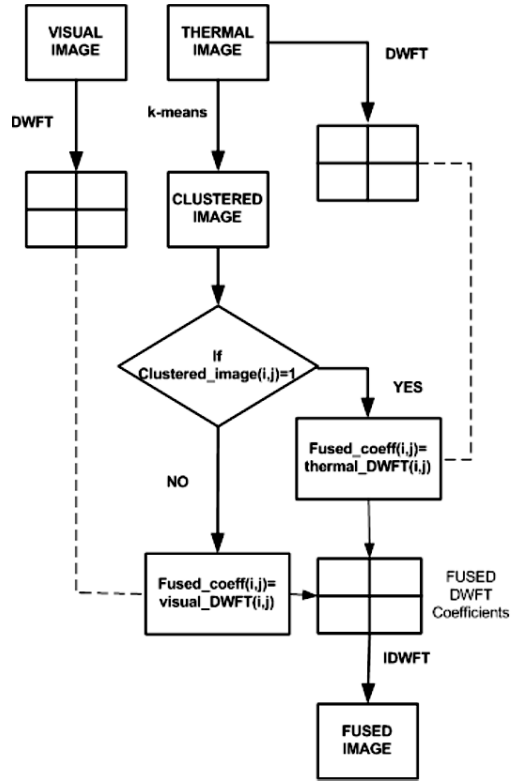 VISUAL
IMAGE
THERMAL
IMAGE
DWFT
DWFT
k-means
CLUSTERED
IMAGE
If
Clustered_image(i,j)=1
YES
Fused_coeff(i,j)=
thermal_DWFT(i,j)
NO
Fused_coeff(i,j)=
visual_DWFT(i,j)
FUSED
DWFT
Coefficients
IDWFT
FUSED
IMAGE